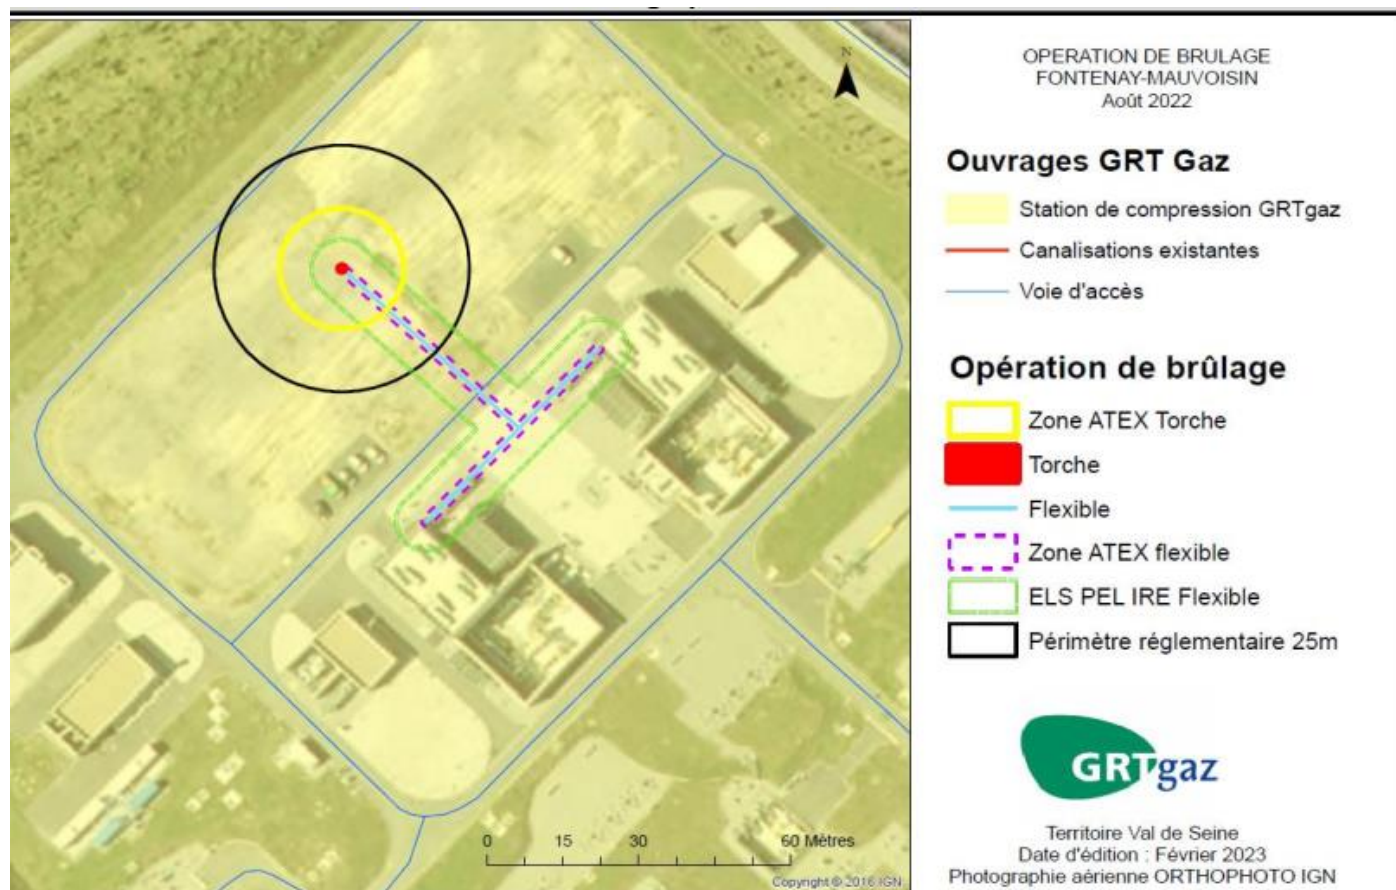 N
OPERATION DE BRULAGE
FONTENAY-MAUVOISIN
Août 2022
Ouvrages GRT Gaz
Station de compression GRTgaz
Canalisations existantes
Voie d'accès
Opération de brûlage
Zone ATEX Torche
Torche
Flexible
Zone ATEX flexible
ELS PEL IRE Flexible
Périmètre réglementaire 25m
GRTgaz
Territoire Val de Seine
Date d'édition : Février 2023
Photographie aérienne ORTHOPHOTO IGN
0 15 30 60 Mètres
Copyright © 2016 IGN